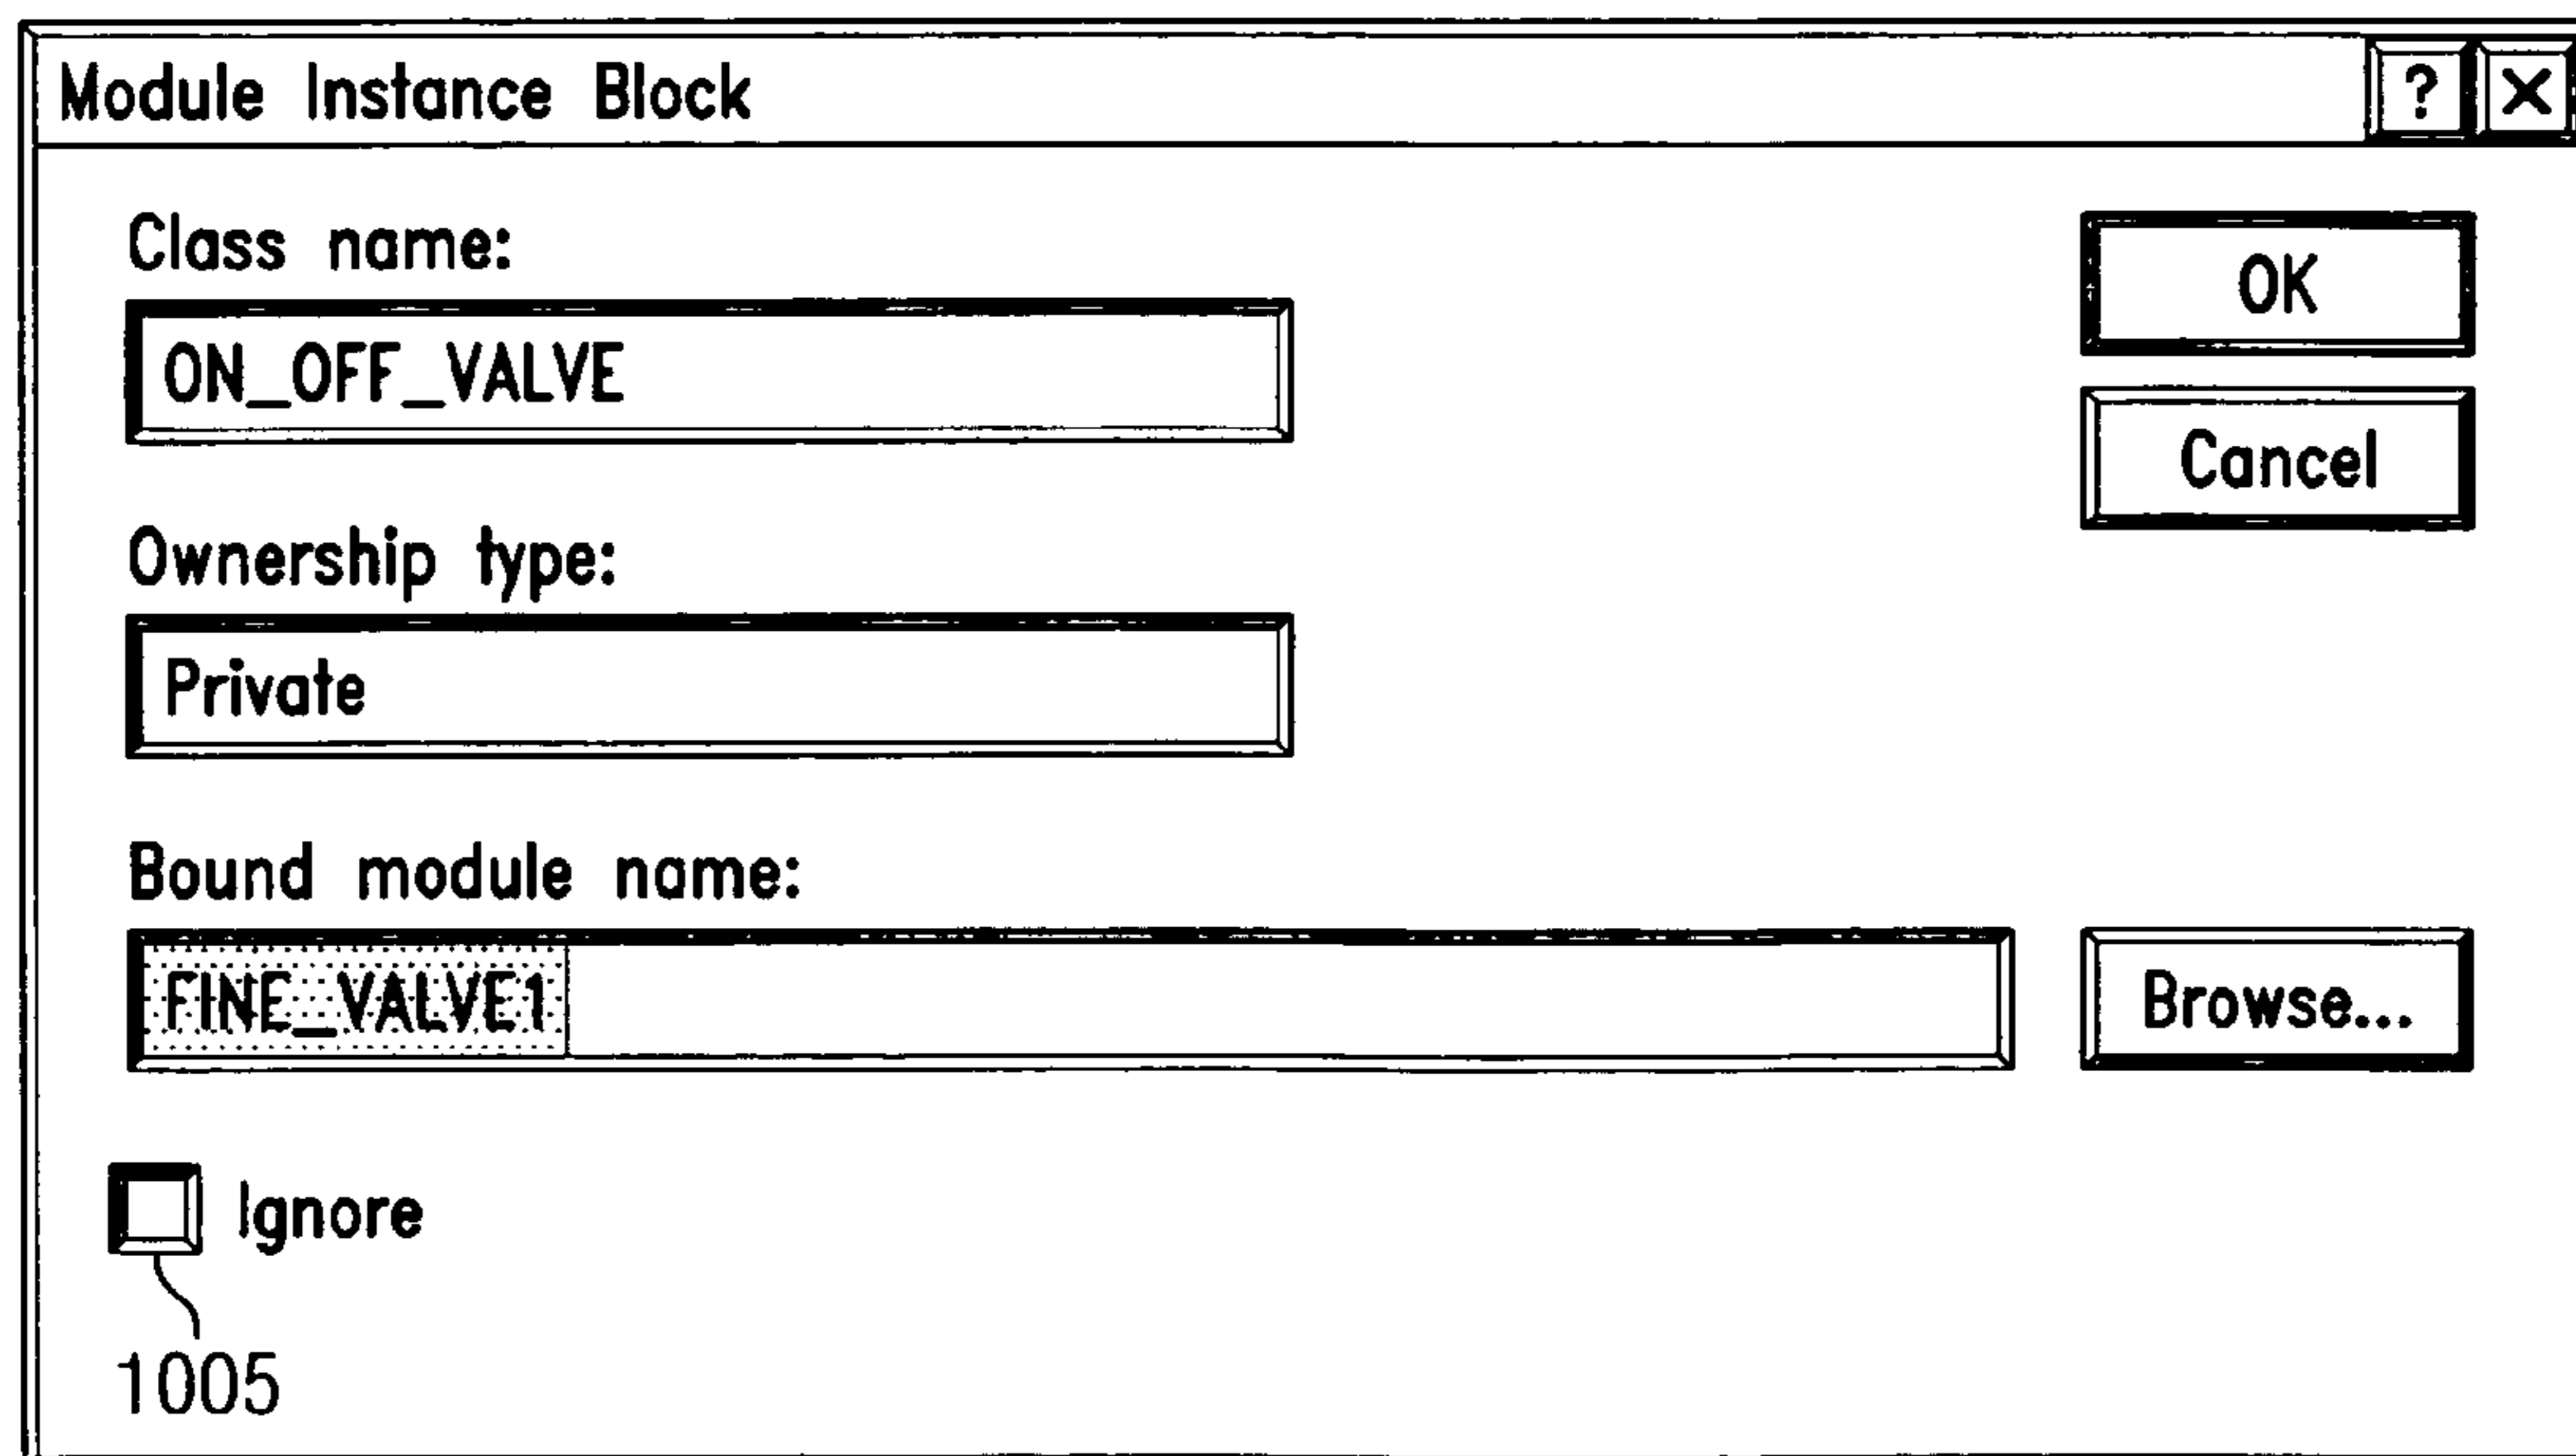 Module Instance Block ? X
Class name:
OK
ON_OFF_VALVE
Cancel
Ownership type:
Private
Bound module name:
FINE_VALVE1
Browse...
Ignore
1005